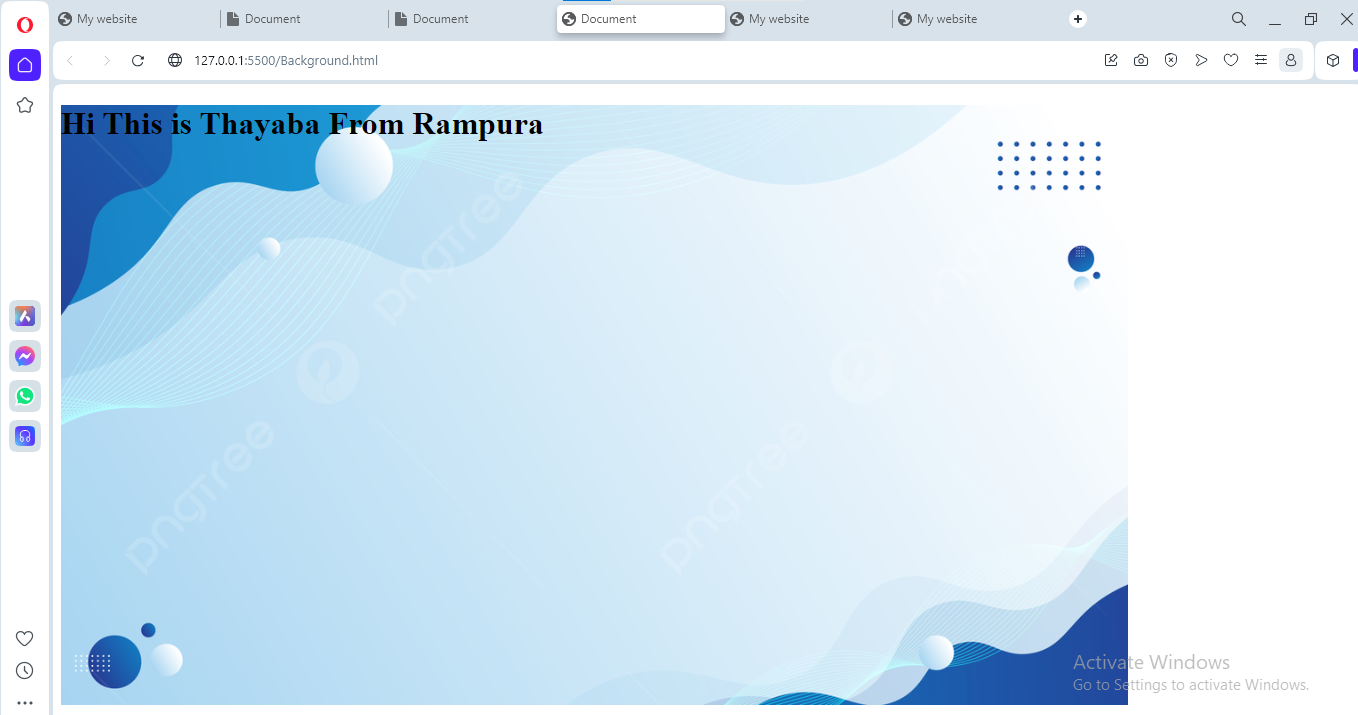 My website
Document
Document
Document
My website
My website
127.0.0.1:5500/Background.html
Hi This is Thayaba From Rampura
pngtree
pngtree
pngtree
Activate Windows
Go to Settings to activate Windows.